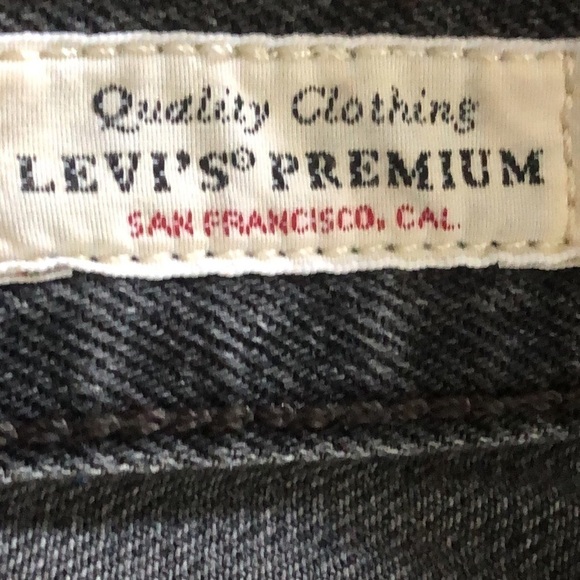 Quality Clothing
LEVI'S® PREMIUM
SAN FRANCISCO, CAL.